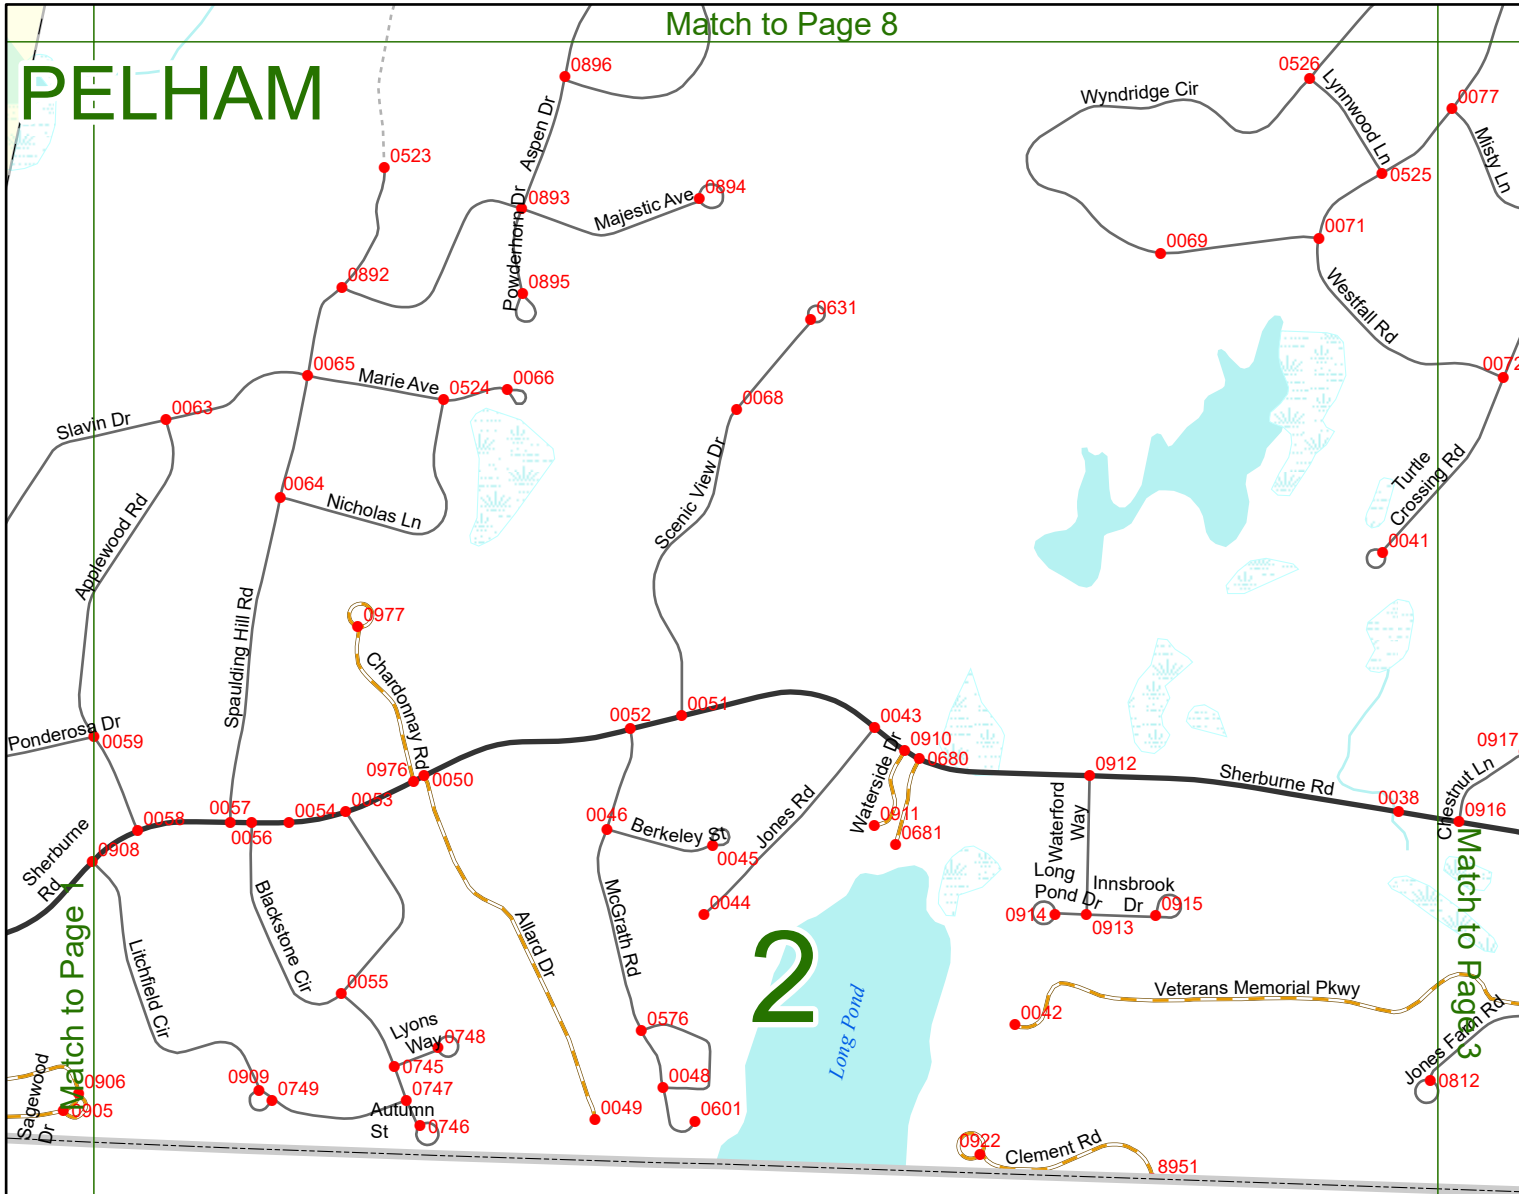 Match to Page 8
PELHAM
0896
0526
0077
Wyndridge Cir
Lynnwood Ln
Misty Ln
Aspen Dr
0523
0525
0893
0894
Majestic Ave
Powderhorn Dr
0071
0069
0892
0895
Westfall Rd
0631
0065
Marie Ave
0524
0066
0072
0063
0068
Slavin Dr
Scenic View Dr
Turtle
Crossing Rd
0064
Nicholas Ln
Applewood Rd
0041
Spaulding Hill Rd
0977
Chardonnay Rd
0052
0051
0043
Ponderosa Dr
0059
0910
0680
0917
Waterside Dr
0976
0050
0912
Sherburne Rd
Chestnut Ln
0057
0054
0053
0058
0056
0038
0916
0046
Berkeley St
0045
Jones Rd
0911
0681
Waterford
Way
Sherburne
Rd
0908
Match to Page 1
Match to Page 3
Long
Pond Dr
Innsbrook
Dr
0914
0913
0915
0044
Blackstone Cir
McGrath Rd
Allard Dr
2
Litchfield Cir
0055
Veterans Memorial Pkwy
0042
Long Pond
Lyons
Way
0748
0576
Jones Farm Rd
0745
0909
0749
0747
0048
0812
0906
0905
Sagewood
Dr
Autumn
St
0746
0049
0601
0922
Clement Rd
8951